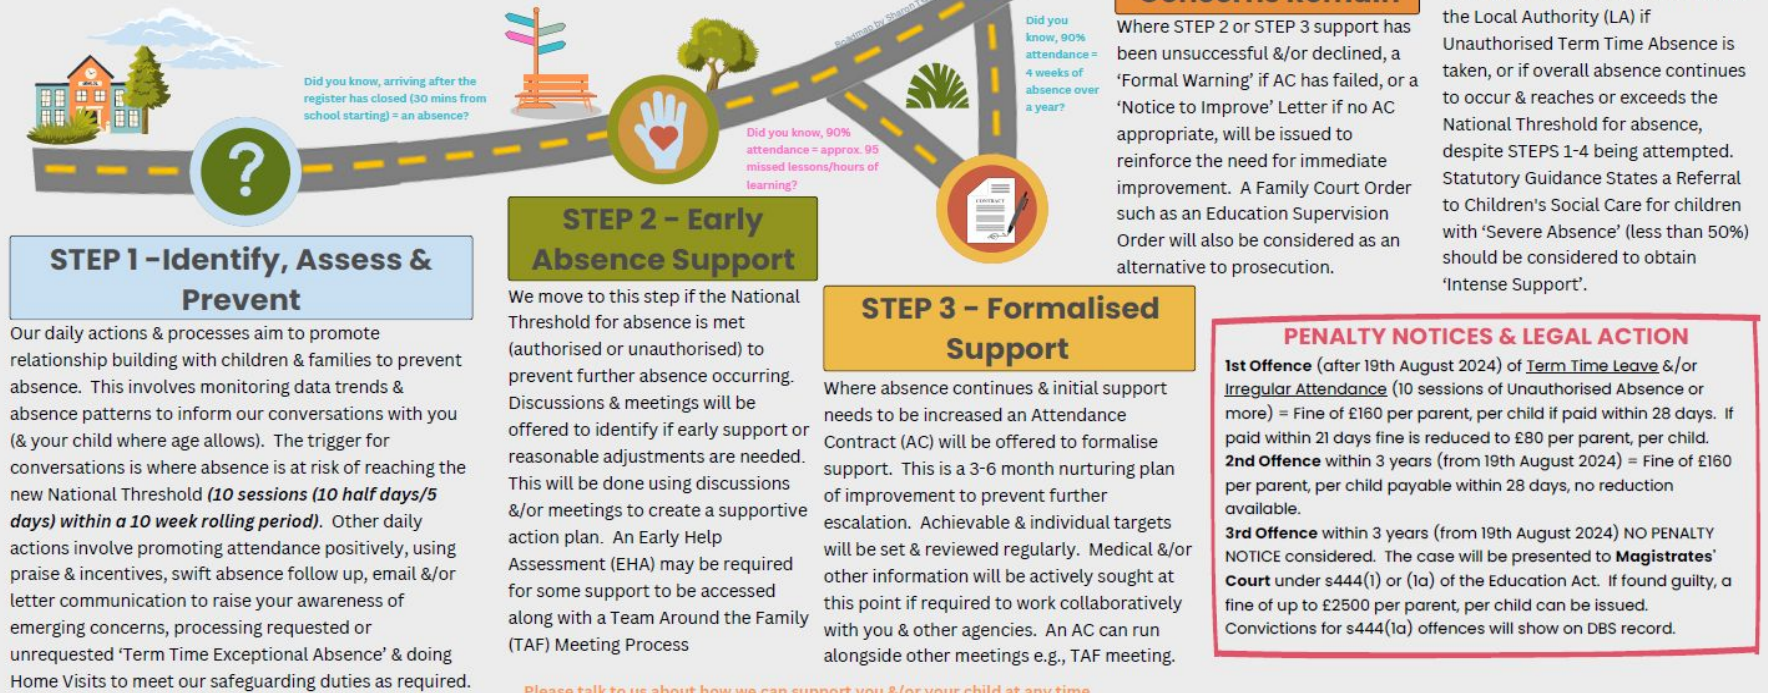 Did you know, arriving after the
register has closed (30 mins from
school starting) = an absence?
Did you know, 90%
attendance = approx. 95
missed lessons/hours of
learning?
Did you
know, 90%
attendance =
4 weeks of
absence over
a year?
Roadmap by Sharon
CONTRACT
STEP 1 –Identify, Assess &
Prevent
Our daily actions & processes aim to promote
relationship building with children & families to prevent
absence. This involves monitoring data trends &
absence patterns to inform our conversations with you
(& your child where age allows). The trigger for
conversations is where absence is at risk of reaching the
new National Threshold (10 sessions (10 half days/5
days) within a 10 week rolling period). Other daily
actions involve promoting attendance positively, using
praise & incentives, swift absence follow up, email &/or
letter communication to raise your awareness of
emerging concerns, processing requested or
unrequested ‘Term Time Exceptional Absence’ & doing
Home Visits to meet our safeguarding duties as required.
STEP 2 – Early
Absence Support
We move to this step if the National
Threshold for absence is met
(authorised or unauthorised) to
prevent further absence occurring.
Discussions & meetings will be
offered to identify if early support or
reasonable adjustments are needed.
This will be done using discussions
&/or meetings to create a supportive
action plan. An Early Help
Assessment (EHA) may be required
for some support to be accessed
along with a Team Around the Family
(TAF) Meeting Process
STEP 3 – Formalised
Support
Where absence continues & initial support
needs to be increased an Attendance
Contract (AC) will be offered to formalise
support. This is a 3-6 month nurturing plan
of improvement to prevent further
escalation. Achievable & individual targets
will be set & reviewed regularly. Medical &/or
other information will be actively sought at
this point if required to work collaboratively
with you & other agencies. An AC can run
alongside other meetings e.g., TAF meeting.
Concerns Remain
Where STEP 2 or STEP 3 support has
been unsuccessful &/or declined, a
‘Formal Warning’ if AC has failed, or a
‘Notice to Improve’ Letter if no AC
appropriate, will be issued to
reinforce the need for immediate
improvement. A Family Court Order
such as an Education Supervision
Order will also be considered as an
alternative to prosecution.
the Local Authority (LA) if
Unauthorised Term Time Absence is
taken, or if overall absence continues
to occur & reaches or exceeds the
National Threshold for absence,
despite STEPS 1-4 being attempted.
Statutory Guidance States a Referral
to Children's Social Care for children
with ‘Severe Absence’ (less than 50%)
should be considered to obtain
‘Intense Support’.
PENALTY NOTICES & LEGAL ACTION
1st Offence (after 19th August 2024) of Term Time Leave &/or
Irregular Attendance (10 sessions of Unauthorised Absence or
more) = Fine of £160 per parent, per child if paid within 28 days. If
paid within 21 days fine is reduced to £80 per parent, per child.
2nd Offence within 3 years (from 19th August 2024) = Fine of £160
per parent, per child payable within 28 days, no reduction
available.
3rd Offence within 3 years (from 19th August 2024) NO PENALTY
NOTICE considered. The case will be presented to Magistrates'
Court under s444(1) or (1a) of the Education Act. If found guilty, a
fine of up to £2500 per parent, per child can be issued.
Convictions for s444(1a) offences will show on DBS record.
Please talk to us about how we can support you &/or your child at any time